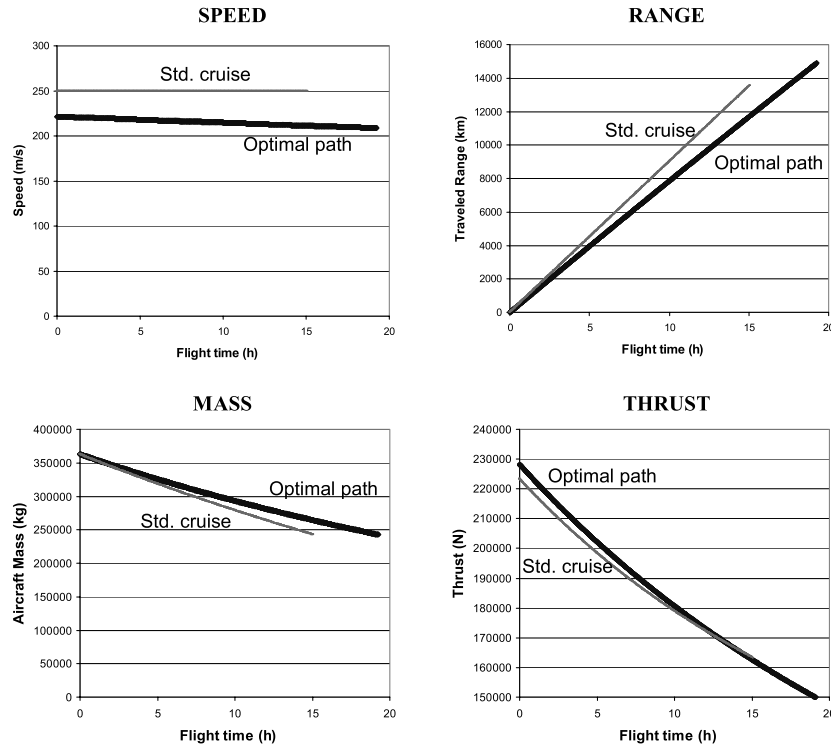 SPEED
300
250
200
150
100
50
0
Std. cruise
Optimal path
Speed (m/s)
0 5 10 15 20
Flight time (h)
RANGE
16000
14000
12000
10000
8000
6000
4000
2000
0
Std. cruise
Optimal path
Traveled Range (km)
0 5 10 15 20
Flight time (h)
MASS
400000
350000
300000
250000
200000
150000
100000
50000
0
Optimal path
Std. cruise
Aircraft Mass (kg)
0 5 10 15 20
Flight time (h)
THRUST
240000
230000
220000
210000
200000
190000
180000
170000
160000
150000
Optimal path
Std. cruise
Thrust (N)
0 5 10 15 20
Flight time (h)